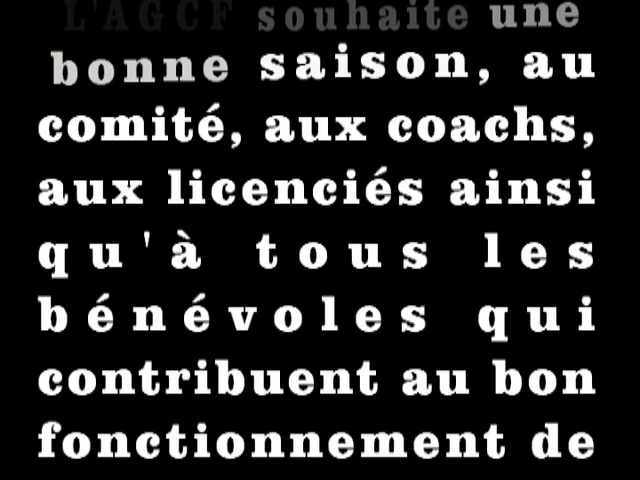 L'AGCF souhaite une
bonne saison, au
comité, aux coachs,
aux licenciés ainsi
qu'à tous les
bénévoles qui
contribuent au bon
fonctionnement de